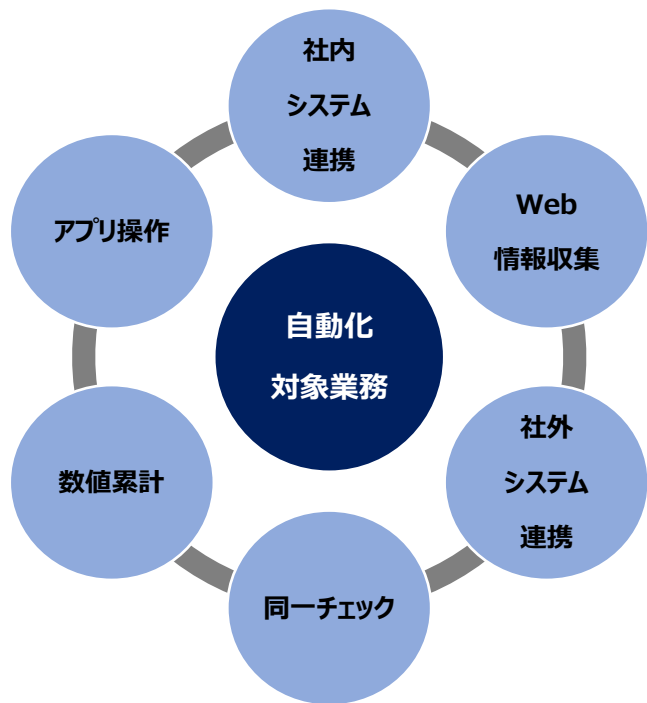 社内
システム
連携
Web
情報収集
アプリ操作
自動化
対象業務
社外
システム
連携
数値累計
同一チェック